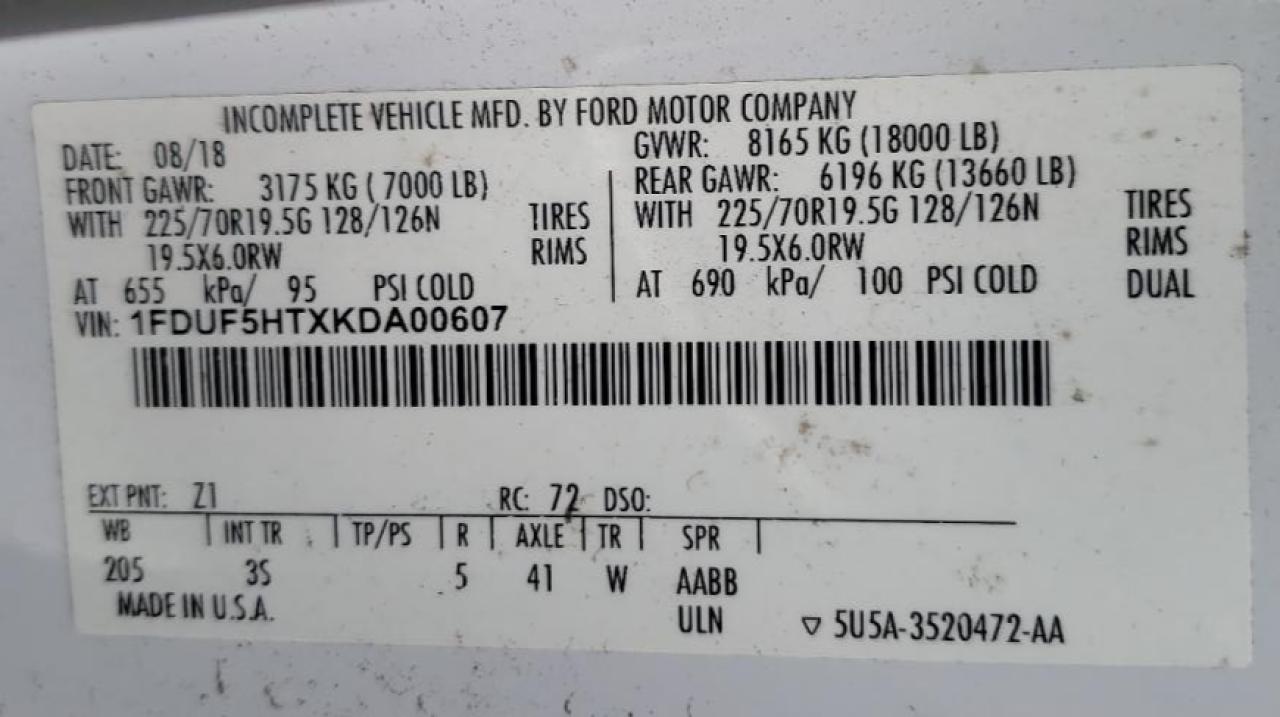 INCOMPLETE VEHICLE MFD. BY FORD MOTOR COMPANY
DATE: 08/18 GVWR: 8165 KG (18000 LB)
FRONT GAWR: 3175 KG ( 7000 LB) REAR GAWR: 6196 KG (13660 LB)
WITH 225/70R19.5G 128/126N TIRES WITH 225/70R19.5G 128/126N TIRES
19.5X6.0RW RIMS 19.5X6.0RW RIMS
AT 655 kPa/ 95 PSI COLD AT 690 kPa/ 100 PSI COLD DUAL
VIN: 1FDUF5HTXKDA00607
EXT PNT: Z1 RC: 72 DSO:
WB INT TR TP/PS R AXLE TR SPR
205 3S 5 41 W AABB
MADE IN U.S.A. ULN ▽ 5U5A-3520472-AA